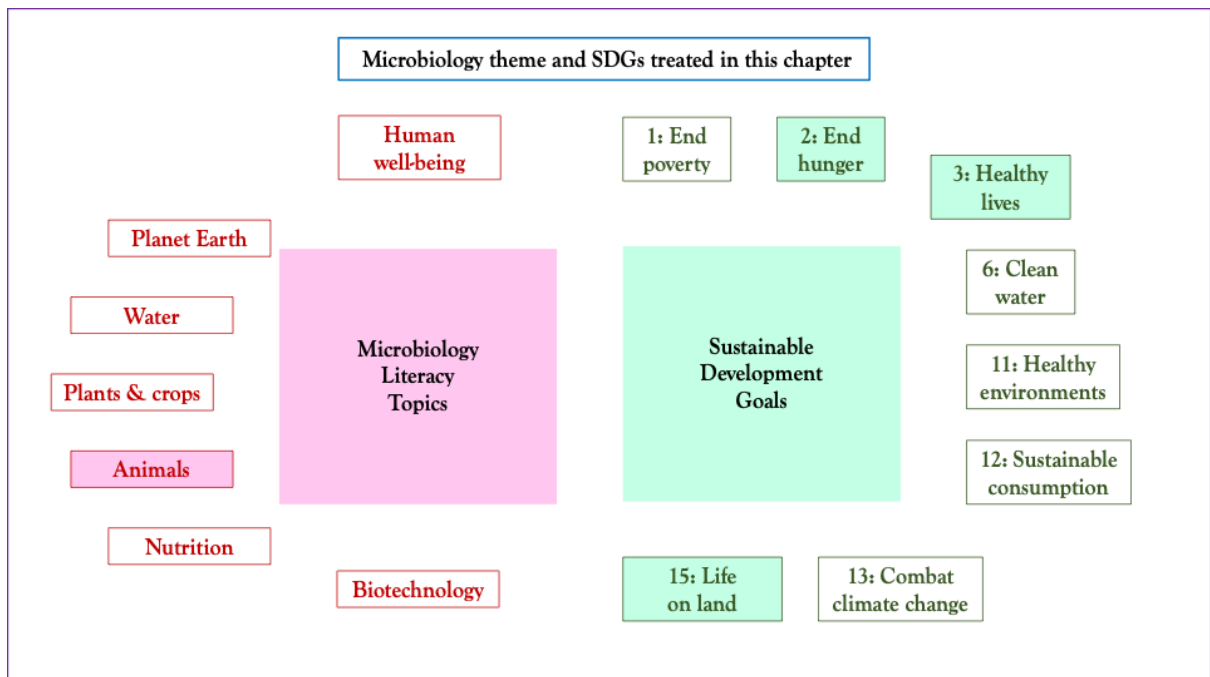 Microbiology theme and SDGs treated in this chapter
Human
well-being
1: End
poverty
2: End
hunger
3: Healthy
lives
Planet Earth
Water
Plants & crops
Animals
Nutrition
Biotechnology
Microbiology
Literacy
Topics
Sustainable
Development
Goals
6: Clean
water
11: Healthy
environments
12: Sustainable
consumption
15: Life
on land
13: Combat
climate change